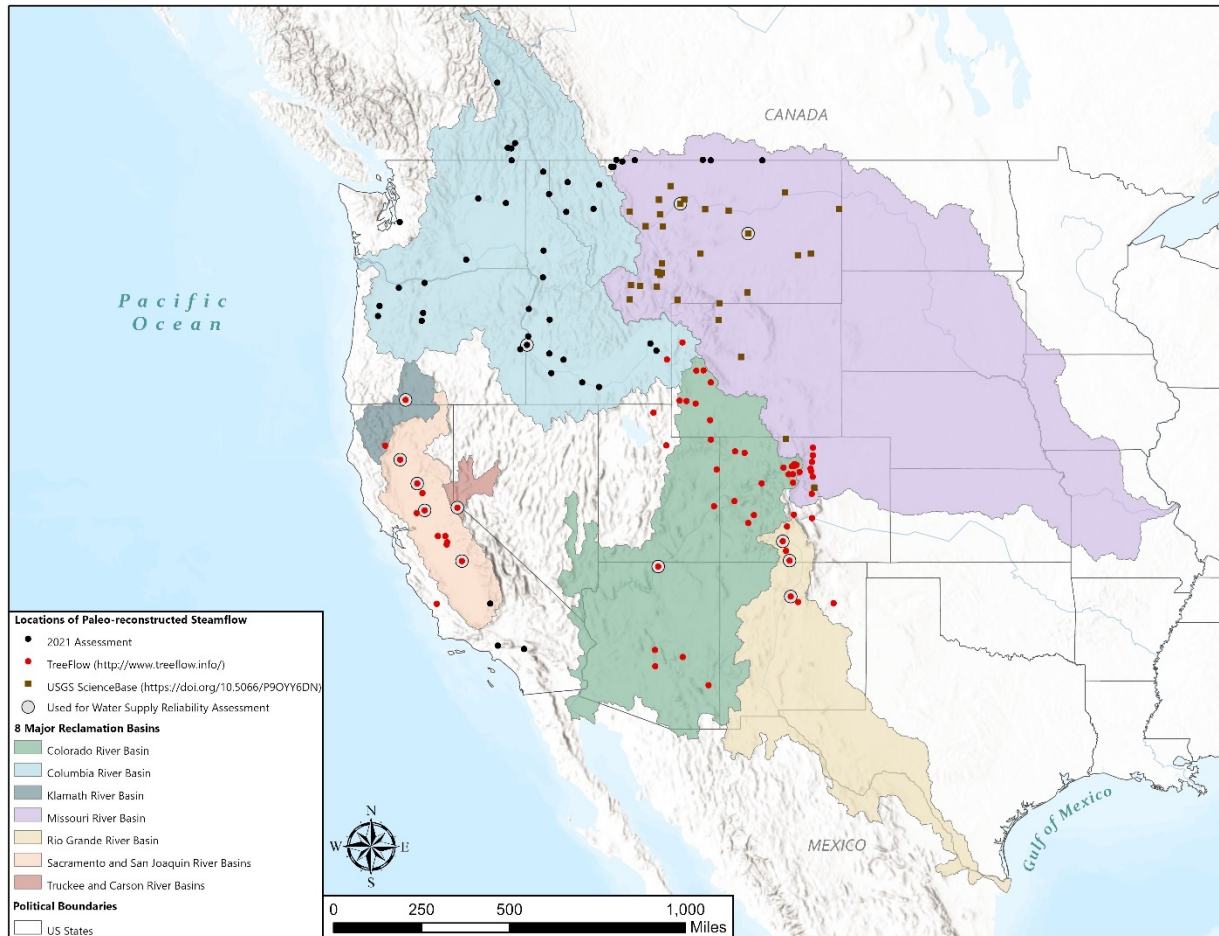 CANADA
Pacific
Ocean
Gulf of Mexico
MEXICO
N
W E
S
0 250 500 1,000
Miles
Locations of Paleo-reconstructed Steamflow
2021 Assessment
TreeFlow (http://www.treeflow.info/)
USGS ScienceBase (https://doi.org/10.5066/P9OYY6DN)
Used for Water Supply Reliability Assessment
8 Major Reclamation Basins
Colorado River Basin
Columbia River Basin
Klamath River Basin
Missouri River Basin
Rio Grande River Basin
Sacramento and San Joaquin River Basins
Truckee and Carson River Basins
Political Boundaries
US States